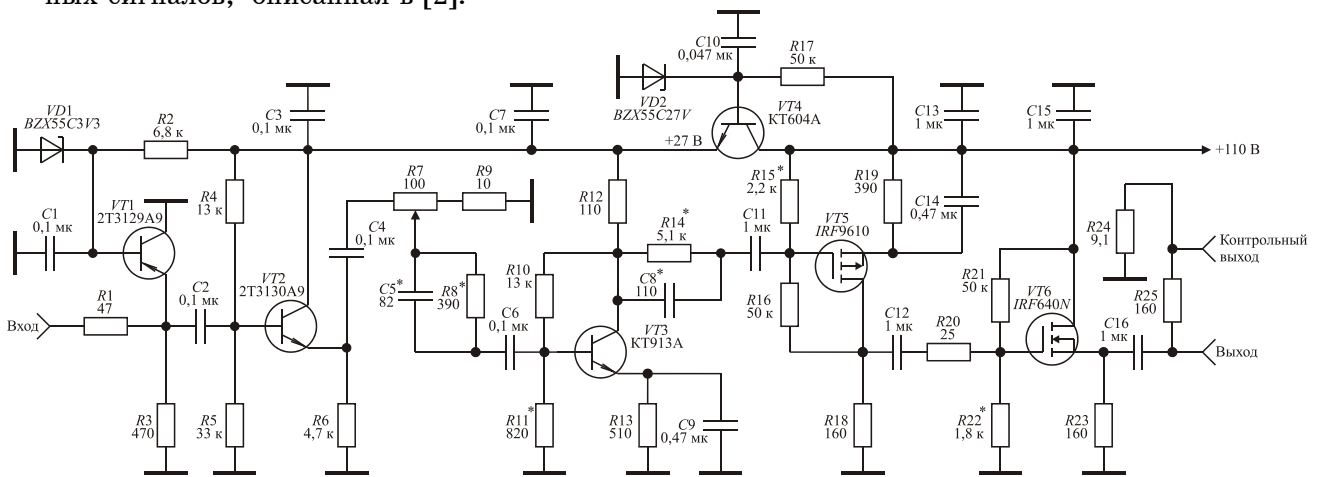 ных сигналов, описанная в [2].
C10
0,047 мк
R17
50 к
VD2
BZX55C27V
VT4
КТ604А
VD1
BZX55C3V3
R2
6,8 к
C3
0,1 мк
C7
0,1 мк
C13
1 мк
C15
1 мк
+27 В
+110 В
R4
13 к
R7
100
R9
10
R12
110
R15*
2,2 к
R19
390
C14
0,47 мк
C1
0,1 мк
VT1
2Т3129А9
C4
0,1 мк
R14*
5,1 к
C11
1 мк
VT5
IRF9610
R24
9,1
Контрольный
выход
C2
0,1 мк
VT2
2Т3130А9
C5*
82
R8*
390
R10
13 к
C8*
110
R16
50 к
R21
50 к
VT6
IRF640N
R25
160
R1
47
Вход
C6
0,1 мк
VT3
КТ913А
C12
1 мк
R20
25
C16
1 мк
Выход
R3
470
R5
33 к
R6
4,7 к
R11*
820
R13
510
C9
0,47 мк
R18
160
R22*
1,8 к
R23
160